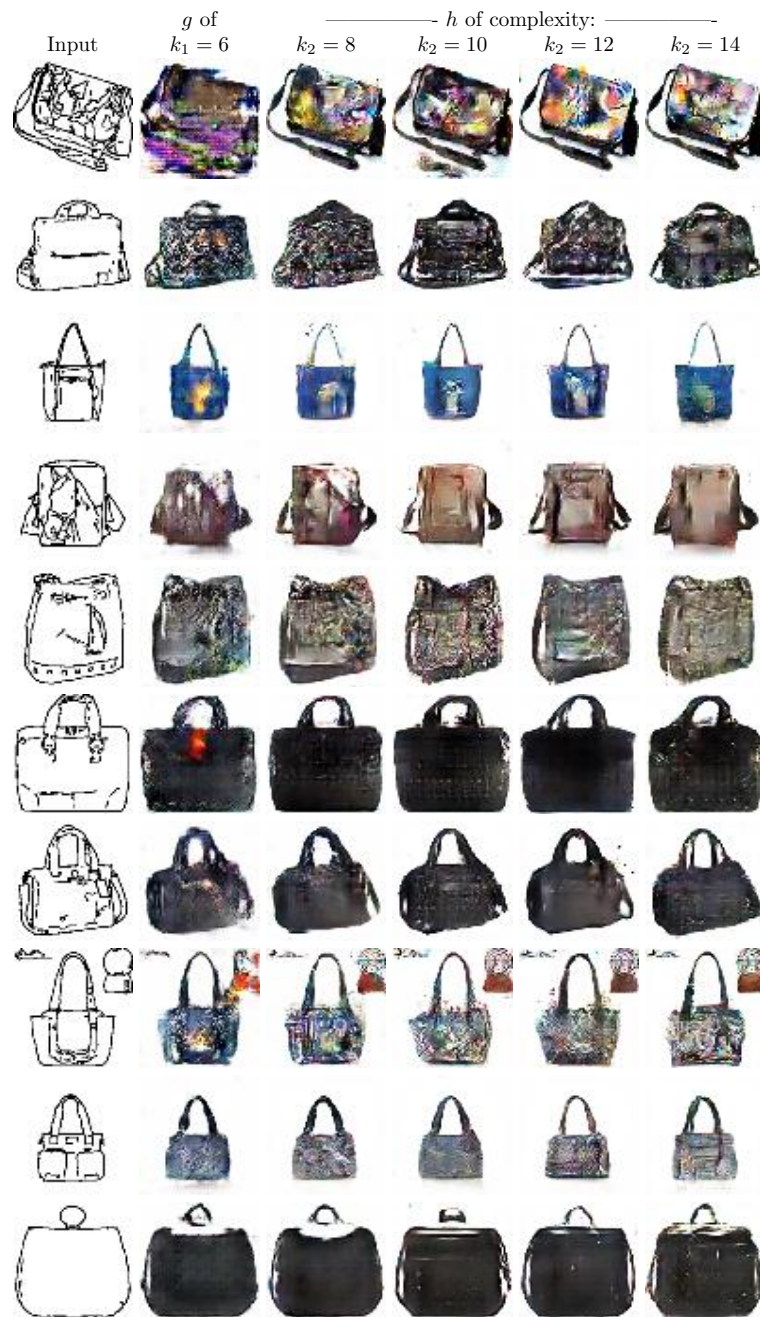 g of h of complexity:
Input k₁ = 6 k₂ = 8 k₂ = 10 k₂ = 12 k₂ = 14